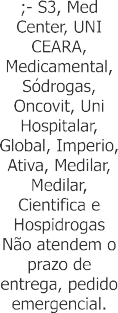 ;- S3, Med
Center, UNI
CEARA,
Medicamental,
Sódrogas,
Oncovit, Uni
Hospitalar,
Global, Imperio,
Ativa, Medilar,
Medilar,
Cientifica e
Hospidrogas
Não atendem o
prazo de
entrega, pedido
emergencial.